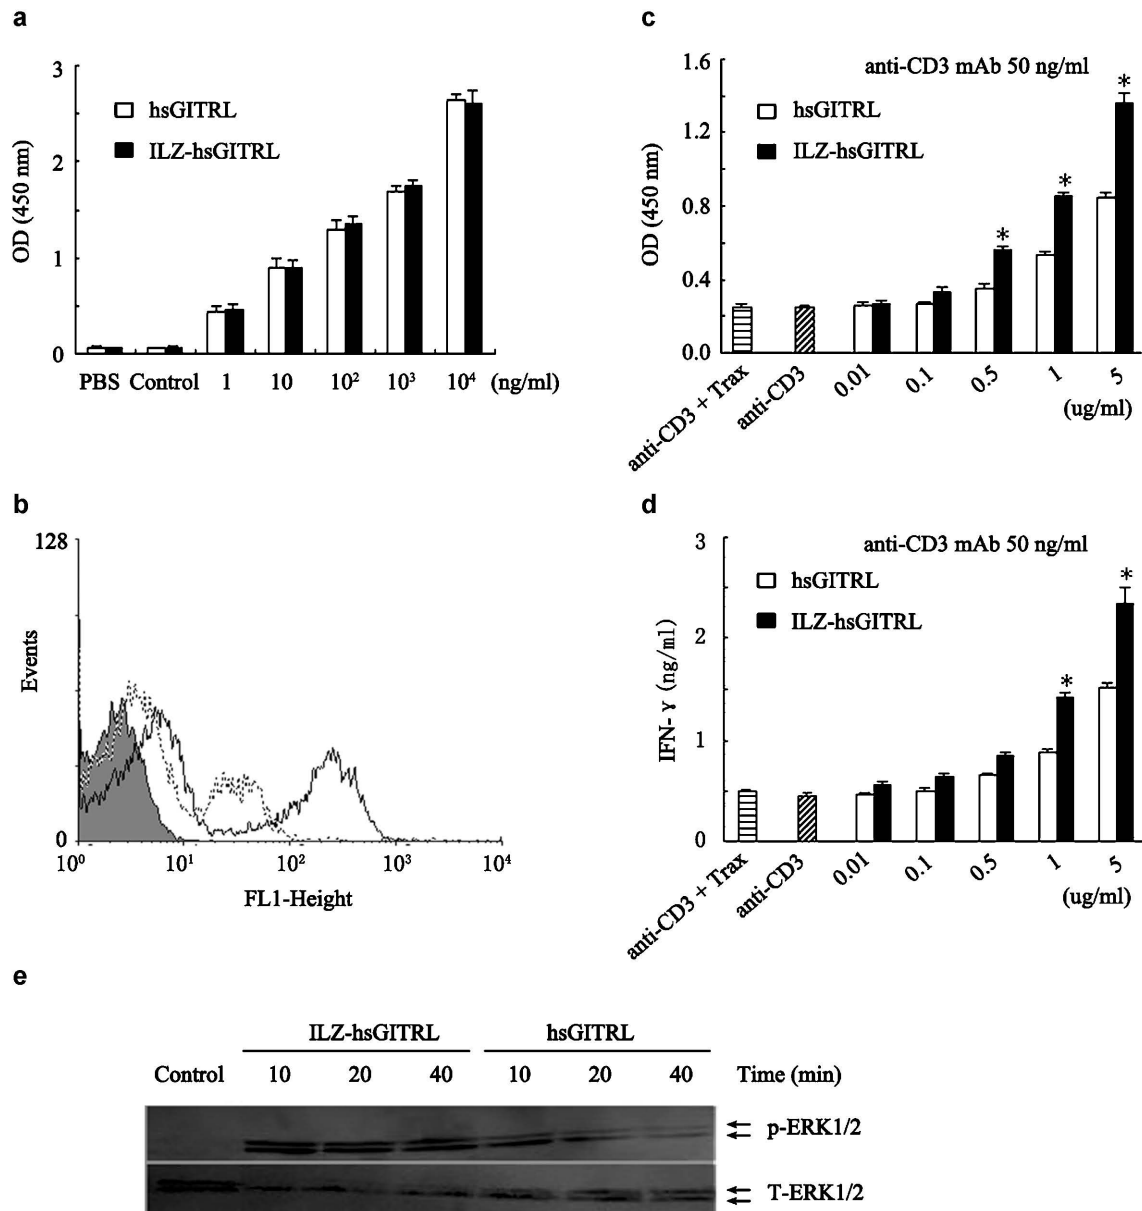 a
3
2
1
0
OD (450 nm)
hsGITRL
ILZ-hsGITRL
PBS Control 1 10 10² 10³ 10⁴ (ng/ml)
c
anti-CD3 mAb 50 ng/ml
1.6
1.2
0.8
0.4
0.0
OD (450 nm)
hsGITRL
ILZ-hsGITRL
*
*
*
anti-CD3 + Trax anti-CD3 0.01 0.1 0.5 1 5
(ug/ml)
b
128
0
Events
10⁰ 10¹ 10² 10³ 10⁴
FL1-Height
d
anti-CD3 mAb 50 ng/ml
3
2
1
0
IFN- γ (ng/ml)
hsGITRL
ILZ-hsGITRL
*
*
anti-CD3 + Trax anti-CD3 0.01 0.1 0.5 1 5
(ug/ml)
e
ILZ-hsGITRL hsGITRL
Control 10 20 40 10 20 40 Time (min)
p-ERK1/2
T-ERK1/2